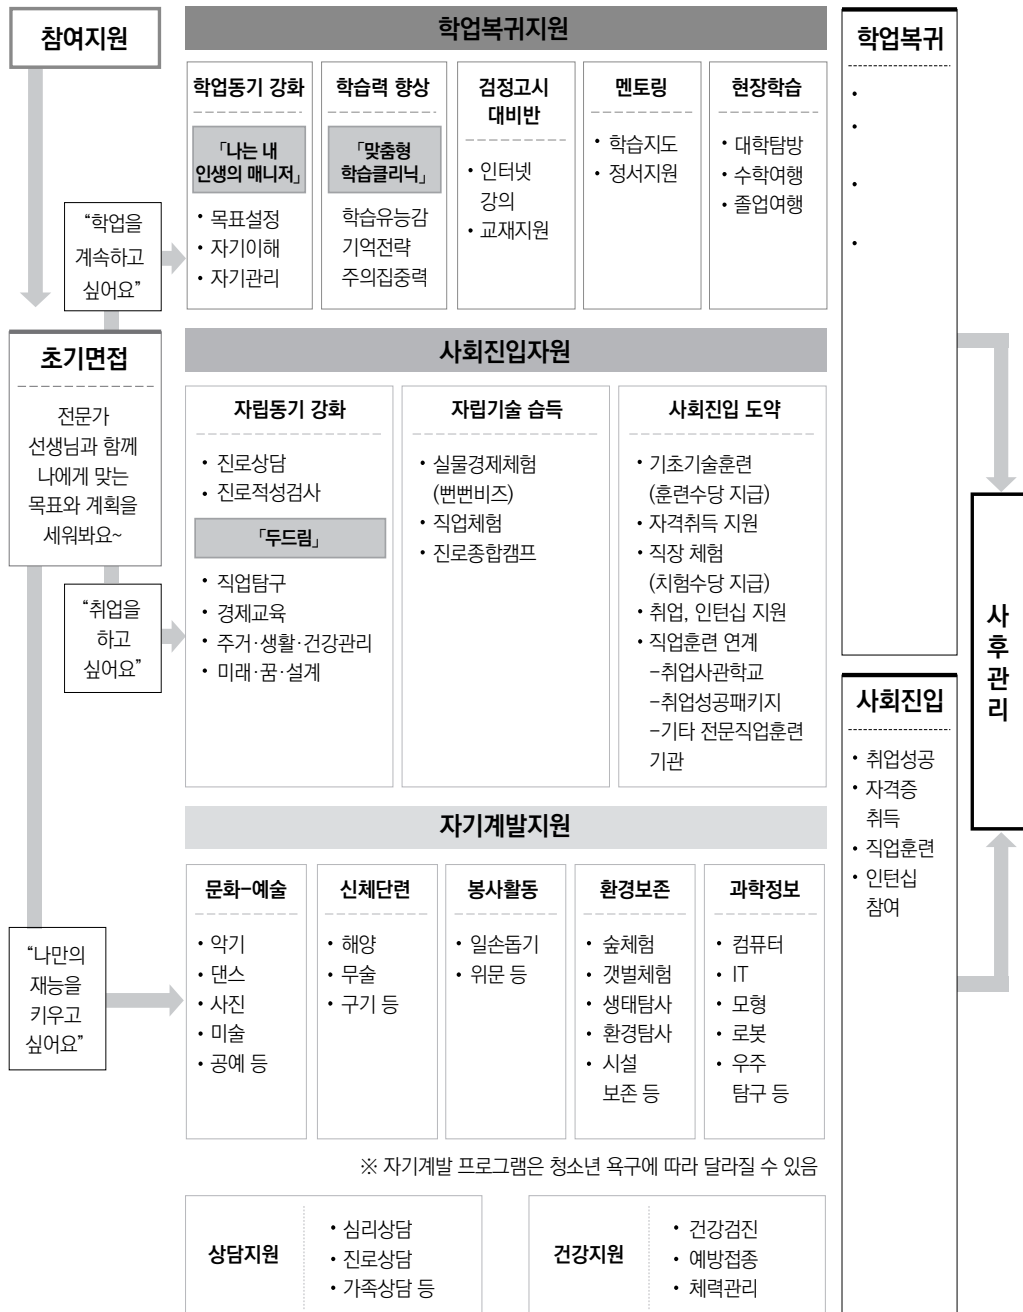 참여지원
"학업을
계속하고
싶어요"
초기면접
전문가
선생님과 함께
나에게 맞는
목표와 계획을
세워봐요~
"취업을
하고
싶어요"
"나만의
재능을
키우고
싶어요"
학업복귀지원
학업동기 강화
「나는 내
인생의 매니저」
• 목표설정
• 자기이해
• 자기관리
학습력 향상
「맞춤형
학습클리닉」
학습유능감
기억전략
주의집중력
검정고시
대비반
• 인터넷
강의
• 교재지원
멘토링
• 학습지도
• 정서지원
현장학습
• 대학탐방
• 수학여행
• 졸업여행
사회진입자원
자립동기 강화
• 진로상담
• 진로적성검사
「두드림」
• 직업탐구
• 경제교육
• 주거·생활·건강관리
• 미래·꿈·설계
자립기술 습득
• 실물경제체험
(뻔뻔비즈)
• 직업체험
• 진로종합캠프
사회진입 도약
• 기초기술훈련
(훈련수당 지급)
• 자격취득 지원
• 직장 체험
(치험수당 지급)
• 취업, 인턴십 지원
• 직업훈련 연계
-취업사관학교
-취업성공패키지
-기타 전문직업훈련
기관
자기계발지원
문화-예술
• 악기
• 댄스
• 사진
• 미술
• 공예 등
신체단련
• 해양
• 무술
• 구기 등
봉사활동
• 일손돕기
• 위문 등
환경보존
• 숲체험
• 갯벌체험
• 생태탐사
• 환경탐사
• 시설
보존 등
과학정보
• 컴퓨터
• IT
• 모형
• 로봇
• 우주
탐구 등
※ 자기계발 프로그램은 청소년 욕구에 따라 달라질 수 있음
상담지원
• 심리상담
• 진로상담
• 가족상담 등
건강지원
• 건강검진
• 예방접종
• 체력관리
학업복귀
•
•
•
•
사회진입
• 취업성공
• 자격증
취득
• 직업훈련
• 인턴십
참여
사후관리